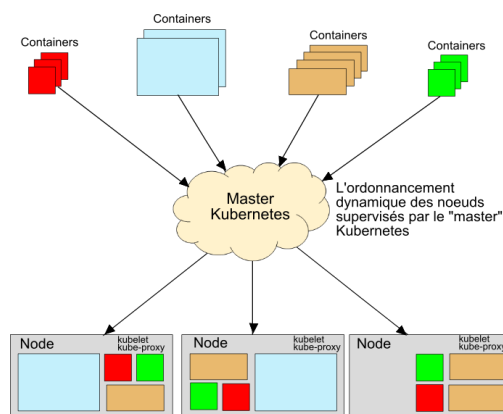 Containers
Containers
Containers
Containers
Master
Kubernetes
L'ordonnancement
dynamique des noeuds
supervisés par le "master"
Kubernetes
Node
kubelet
kube-proxy
Node
kubelet
kube-proxy
Node
kubelet
kube-proxy